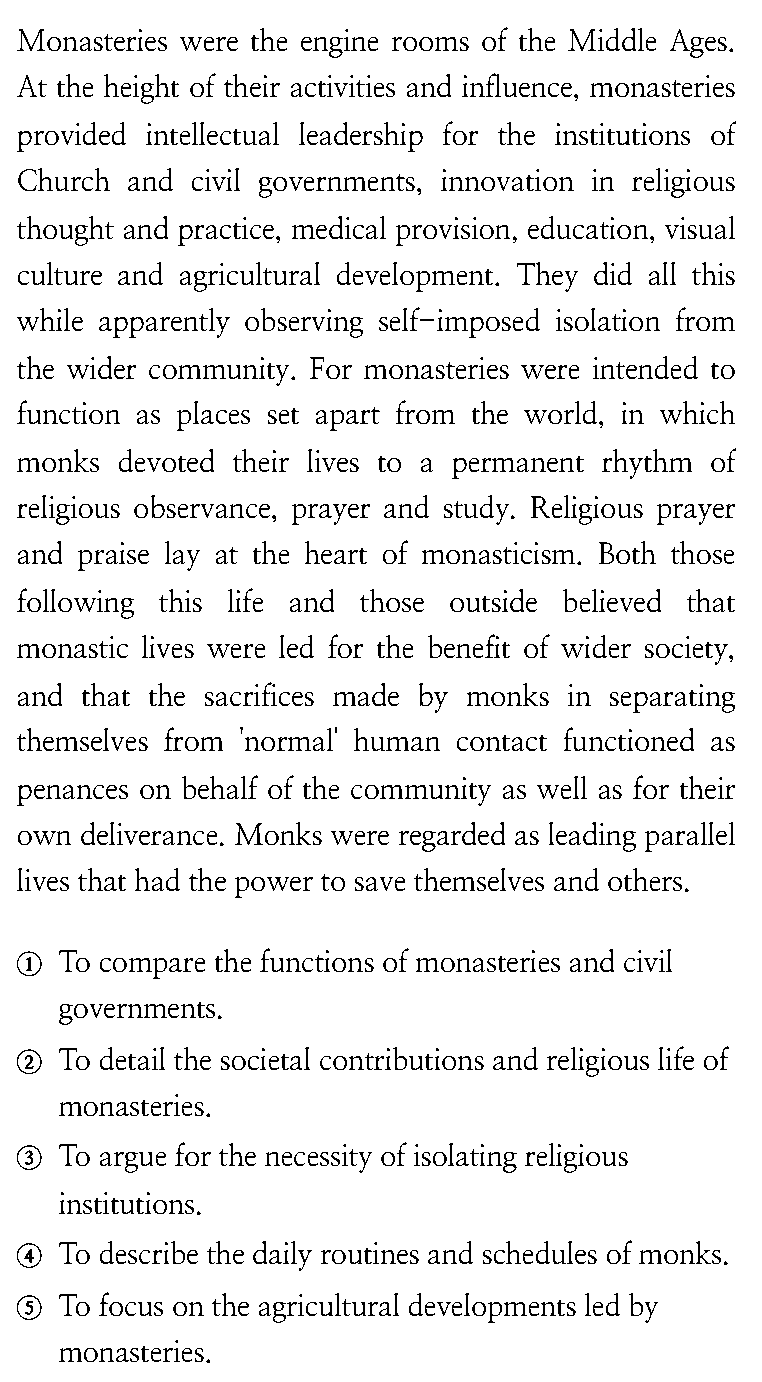 Monasteries were the engine rooms of the Middle Ages.
At the height of their activities and influence, monasteries
provided intellectual leadership for the institutions of
Church and civil governments, innovation in religious
thought and practice, medical provision, education, visual
culture and agricultural development. They did all this
while apparently observing self-imposed isolation from
the wider community. For monasteries were intended to
function as places set apart from the world, in which
monks devoted their lives to a permanent rhythm of
religious observance, prayer and study. Religious prayer
and praise lay at the heart of monasticism. Both those
following this life and those outside believed that
monastic lives were led for the benefit of wider society,
and that the sacrifices made by monks in separating
themselves from 'normal' human contact functioned as
penances on behalf of the community as well as for their
own deliverance. Monks were regarded as leading parallel
lives that had the power to save themselves and others.
① To compare the functions of monasteries and civil
governments.
② To detail the societal contributions and religious life of
monasteries.
③ To argue for the necessity of isolating religious
institutions.
④ To describe the daily routines and schedules of monks.
⑤ To focus on the agricultural developments led by
monasteries.